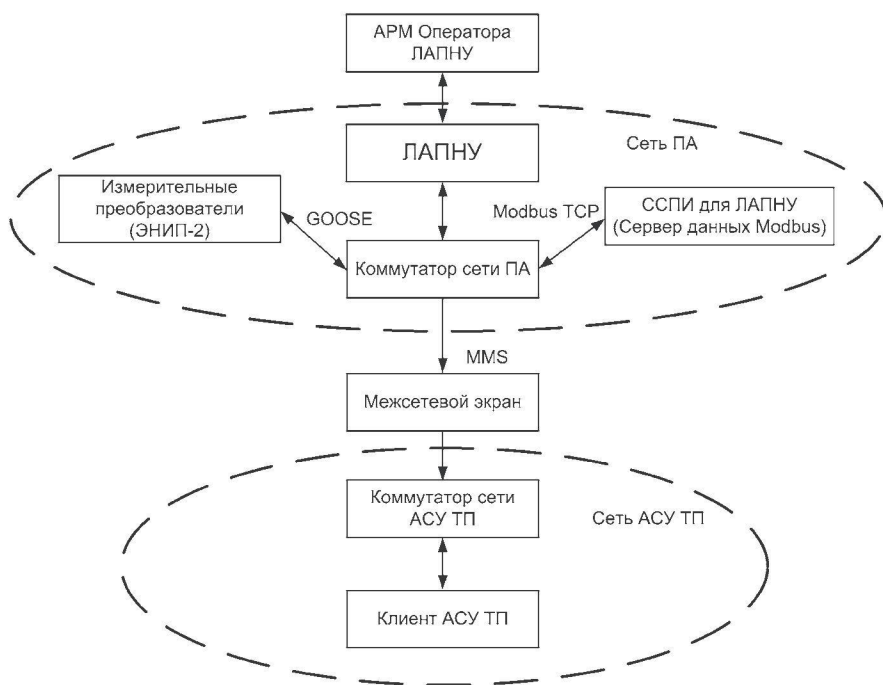 АРМ Оператора
ЛАПНУ
Сеть ПА
ЛАПНУ
Измерительные
преобразователи
(ЭНИП-2)
GOOSE
Modbus TCP
ССПИ для ЛАПНУ
(Сервер данных Modbus)
Коммутатор сети ПА
MMS
Межсетевой экран
Коммутатор сети
АСУ ТП
Сеть АСУ ТП
Клиент АСУ ТП